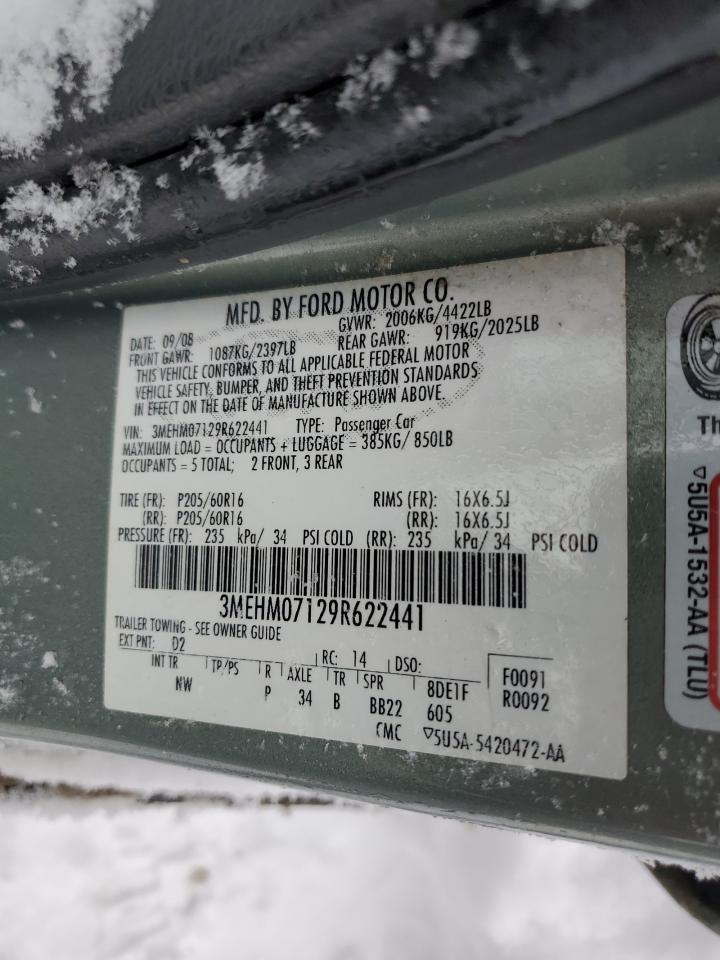 MFD. BY FORD MOTOR CO.
DATE: 09/08 GVWR: 2006KG/4422LB
FRONT GAWR: 1087KG/2397LB REAR GAWR: 919KG/2025LB
THIS VEHICLE CONFORMS TO ALL APPLICABLE FEDERAL MOTOR
VEHICLE SAFETY, BUMPER, AND THEFT PREVENTION STANDARDS
IN EFFECT ON THE DATE OF MANUFACTURE SHOWN ABOVE.
VIN: 3MEHM07129R622441 TYPE: Passenger Car
MAXIMUM LOAD = OCCUPANTS + LUGGAGE = 385KG/ 850LB
OCCUPANTS = 5 TOTAL; 2 FRONT, 3 REAR
TIRE (FR): P205/60R16 RIMS (FR): 16X6.5J
(RR): P205/60R16 (RR): 16X6.5J
PRESSURE (FR): 235 kPa/ 34 PSI COLD (RR): 235 kPa/ 34 PSI COLD
3MEHM07129R622441
TRAILER TOWING - SEE OWNER GUIDE
EXT PNT: D2 RC: 14 DSO: F0091
INT TR TP/PS R AXLE TR SPR 8DE1F R0092
NW P 34 B BB22 605
CMC ▽5U5A-5420472-AA
Th
▽5U5A-1532-AA (TL0)